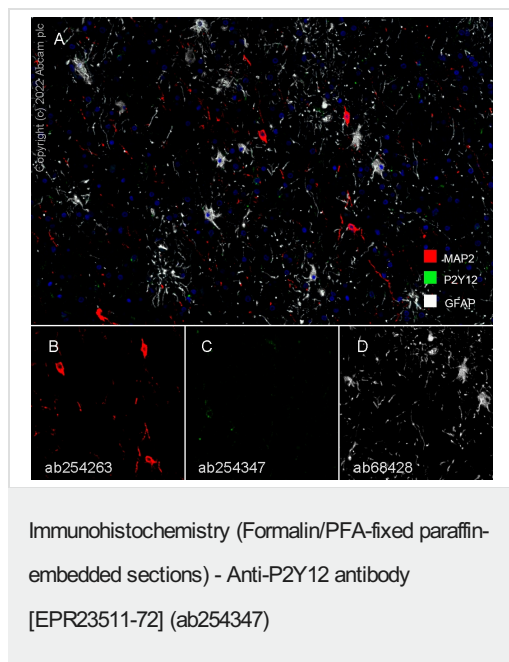 A
Copyright (c) 2022 Abcam plc
MAP2
P2Y12
GFAP
B
C
D
ab254263
ab254347
ab68428
Immunohistochemistry (Formalin/PFA-fixed paraffin-
embedded sections) - Anti-P2Y12 antibody
[EPR23511-72] (ab254347)